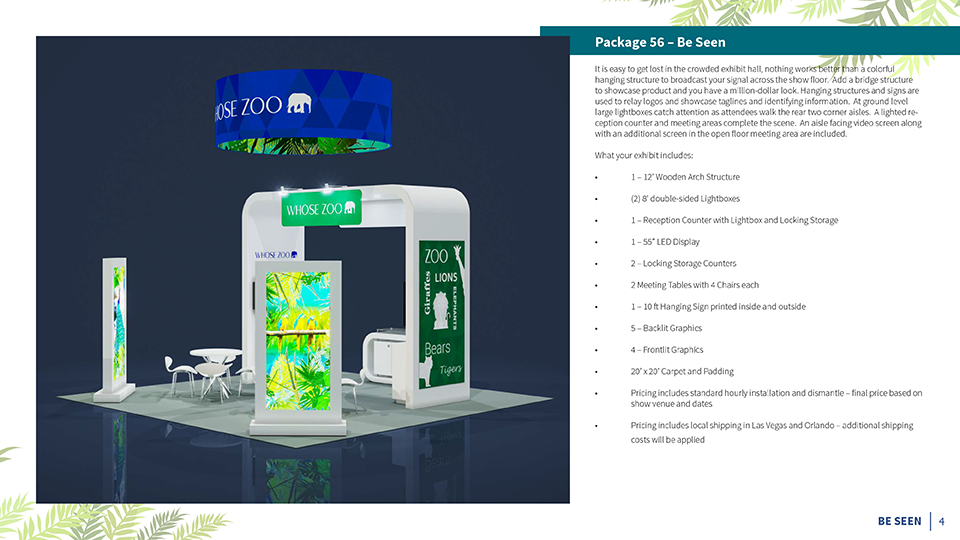 Package 56 – Be Seen
It is easy to get lost in the crowded exhibit hall, nothing works better than a colorful
hanging structure to broadcast your signal across the show floor. Add a bridge structure
to showcase product and you have a million-dollar look. Hanging structures and signs are
used to relay logos and showcase taglines and identifying information. At ground level
large lightboxes catch attention as attendees walk the rear two corner aisles. A lighted re-
ception counter and meeting areas complete the scene. An aisle facing video screen along
with an additional screen in the open floor meeting area are included.
What your exhibit includes:
• 1 – 12' Wooden Arch Structure
• (2) 8' double-sided Lightboxes
• 1 – Reception Counter with Lightbox and Locking Storage
• 1 – 55" LED Display
• 2 – Locking Storage Counters
• 2 Meeting Tables with 4 Chairs each
• 1 – 10 ft Hanging Sign printed inside and outside
• 5 – Backlit Graphics
• 4 – Frontlit Graphics
• 20' x 20' Carpet and Padding
• Pricing includes standard hourly installation and dismantle – final price based on
show venue and dates
• Pricing includes local shipping in Las Vegas and Orlando – additional shipping
costs will be applied
HOSE ZOO
WHOSE ZOO
WHOSE ZOO
ZOO
Giraffes
LIONS
ELEPHANTS
Bears
Tigers
BE SEEN | 4